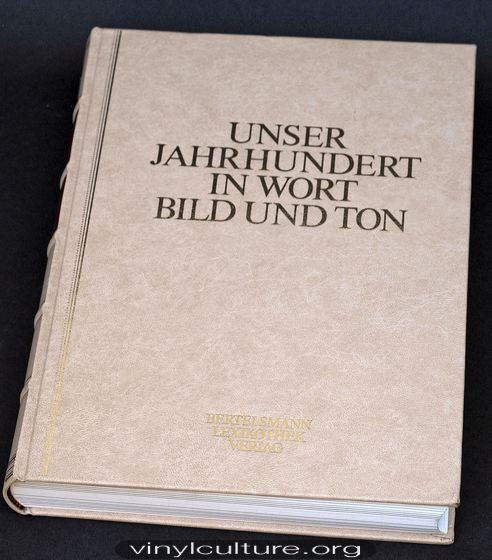 UNSER
JAHRHUNDERT
IN WORT
BILD UND TON
BERTELSMANN
LEXIKOTHEK
VERLAG
vinylculture.org